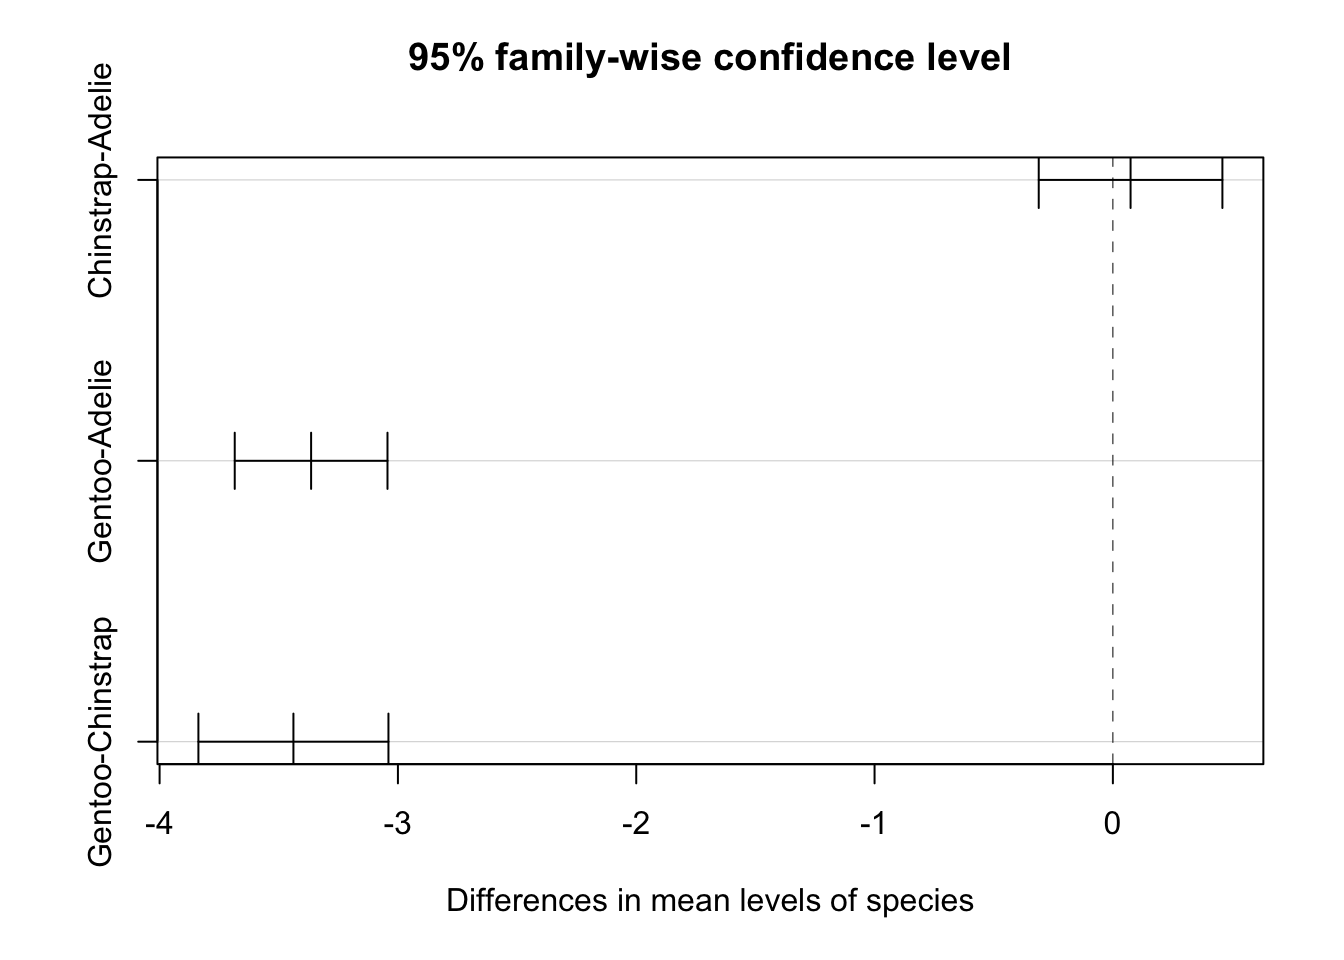 95% family-wise confidence level
Chinstrap-Adelie
Gentoo-Adelie
Gentoo-Chinstrap
-4 -3 -2 -1 0
Differences in mean levels of species